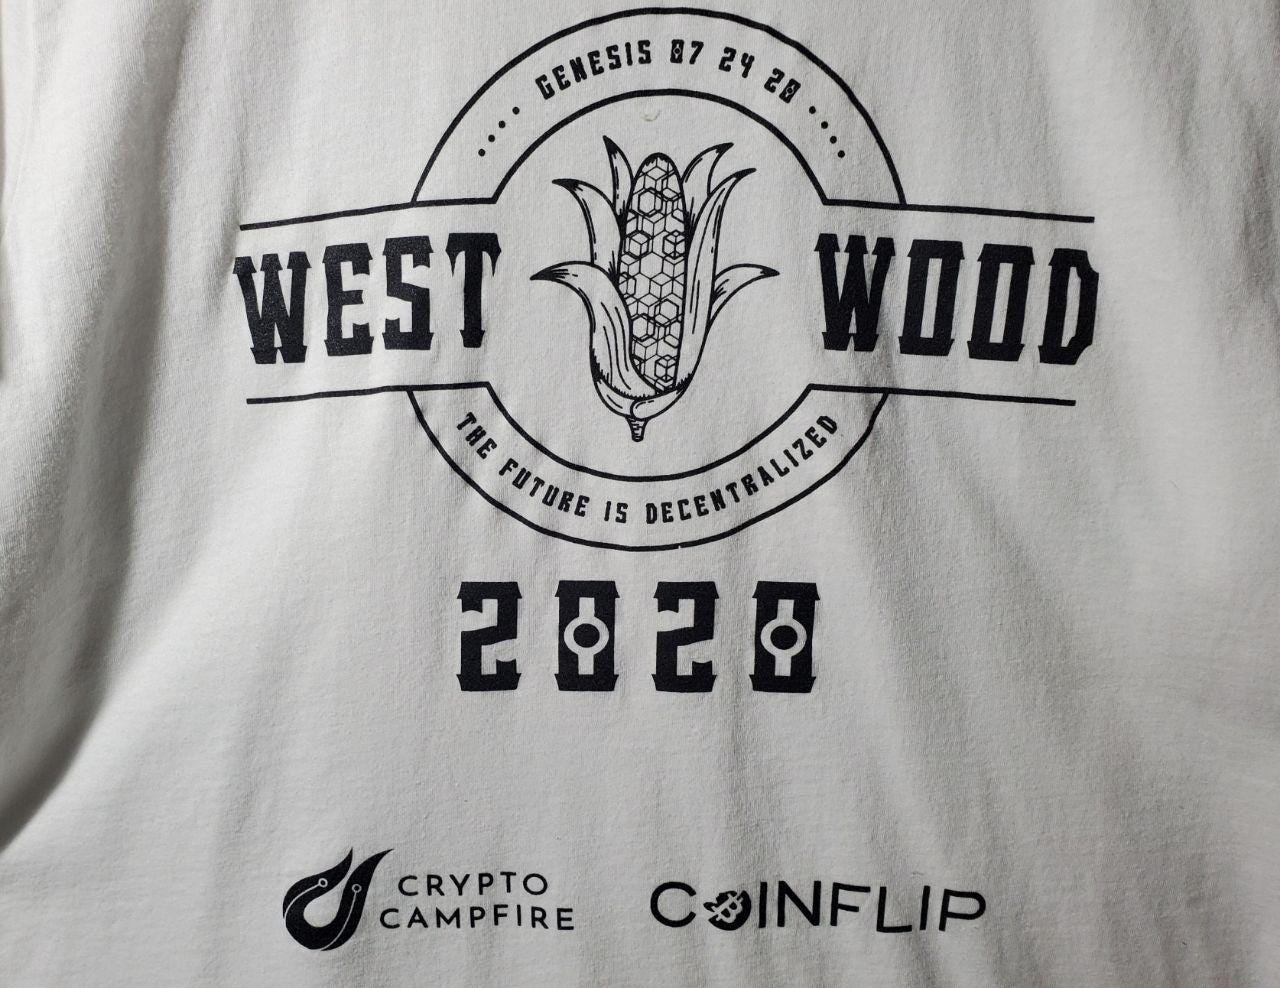 GENESIS 07 24 20
WEST WOOD
THE FUTURE IS DECENTRALIZED
2020
CRYPTO
CAMPFIRE
COINFLIP